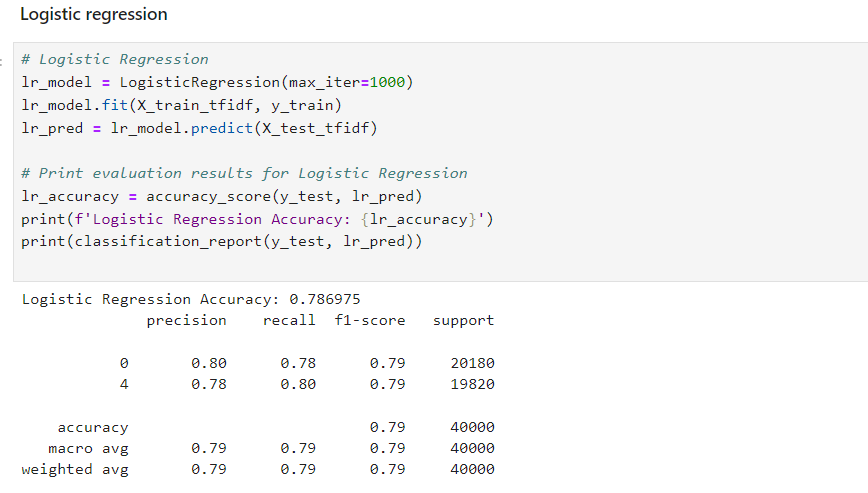 Logistic regression
:
# Logistic Regression
lr_model = LogisticRegression(max_iter=1000)
lr_model.fit(X_train_tfidf, y_train)
lr_pred = lr_model.predict(X_test_tfidf)
# Print evaluation results for Logistic Regression
lr_accuracy = accuracy_score(y_test, lr_pred)
print(f'Logistic Regression Accuracy: {lr_accuracy}')
print(classification_report(y_test, lr_pred))
Logistic Regression Accuracy: 0.786975
precision recall f1-score support
0 0.80 0.78 0.79 20180
4 0.78 0.80 0.79 19820
accuracy 0.79 40000
macro avg 0.79 0.79 0.79 40000
weighted avg 0.79 0.79 0.79 40000